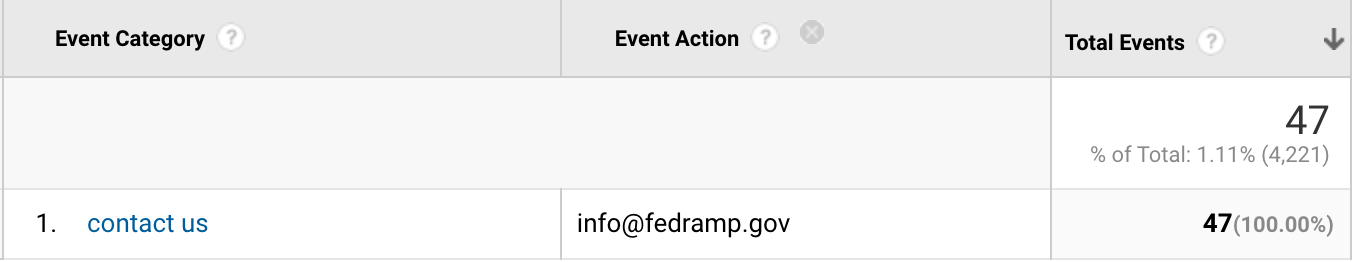 Event Category ? Event Action ? Total Events ?
47
% of Total: 1.11% (4,221)
1. contact us info@fedramp.gov 47(100.00%)